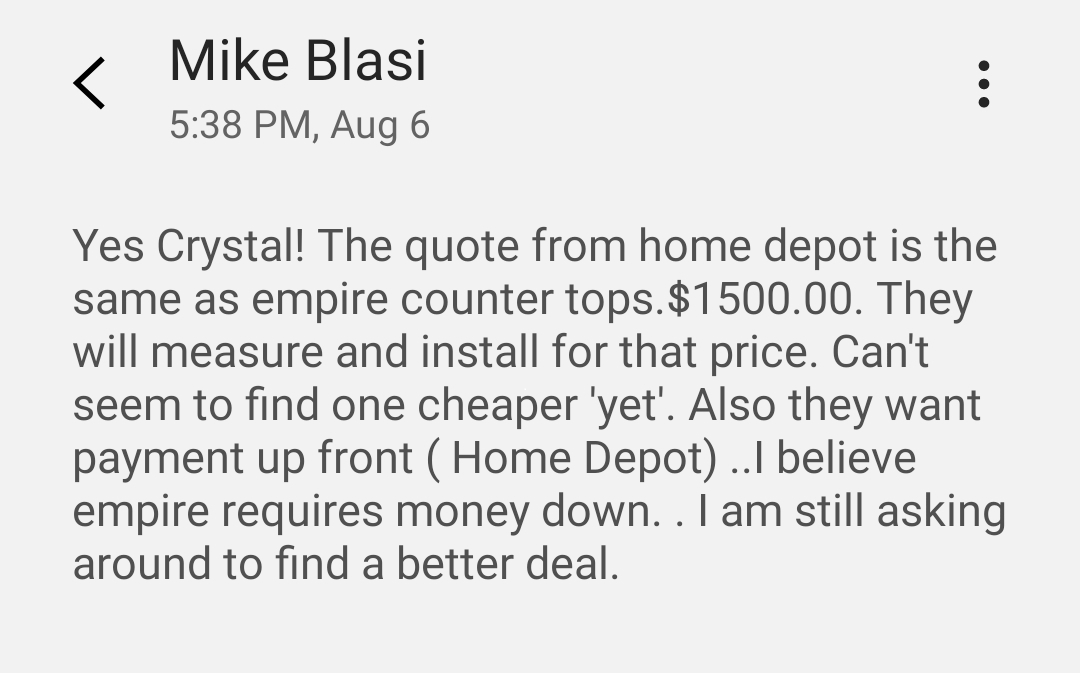 Mike Blasi
5:38 PM, Aug 6
Yes Crystal! The quote from home depot is the
same as empire counter tops.$1500.00. They
will measure and install for that price. Can't
seem to find one cheaper 'yet'. Also they want
payment up front ( Home Depot) ..I believe
empire requires money down. . I am still asking
around to find a better deal.